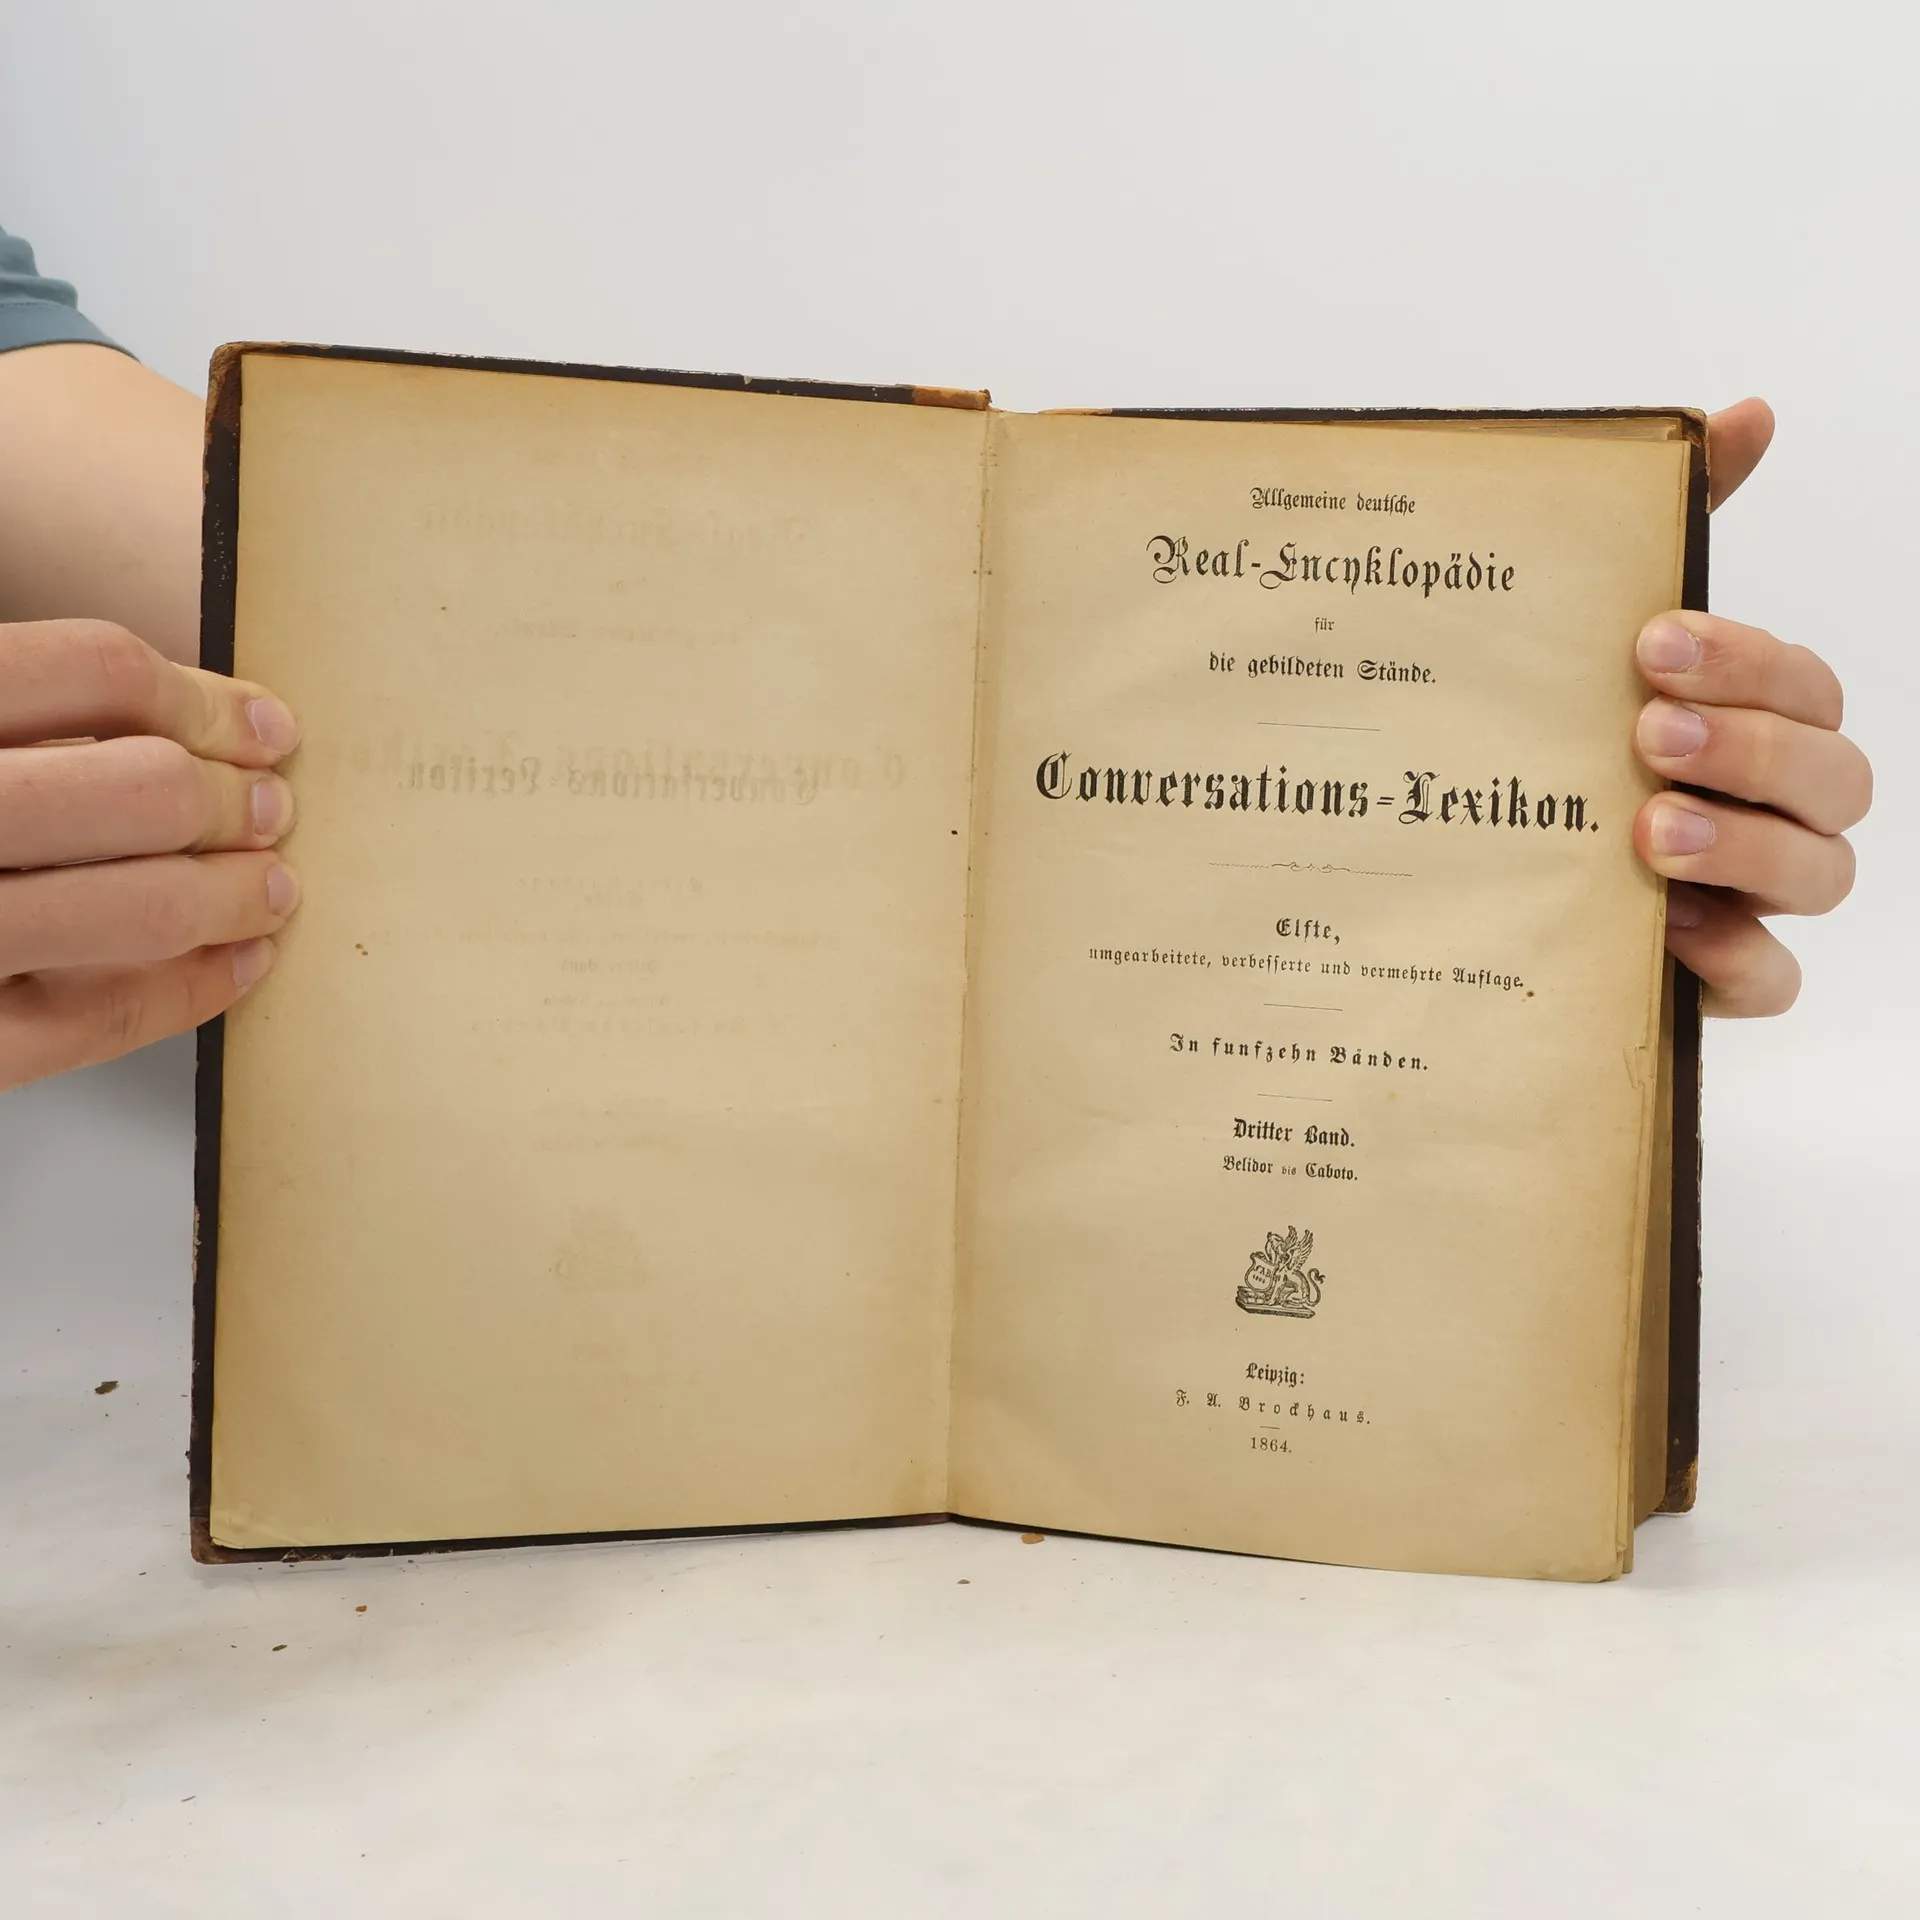 Allgemeine deutsche
Real-Encyklopädie
für
die gebildeten Stände.
Conversations-Lexikon.
Elfte,
umgearbeitete, verbesserte und vermehrte Auflage.
In funfzehn Bänden.
Dritter Band.
Belidor bis Caboto.
FAB
Leipzig:
F. A. Brockhaus.
1864.